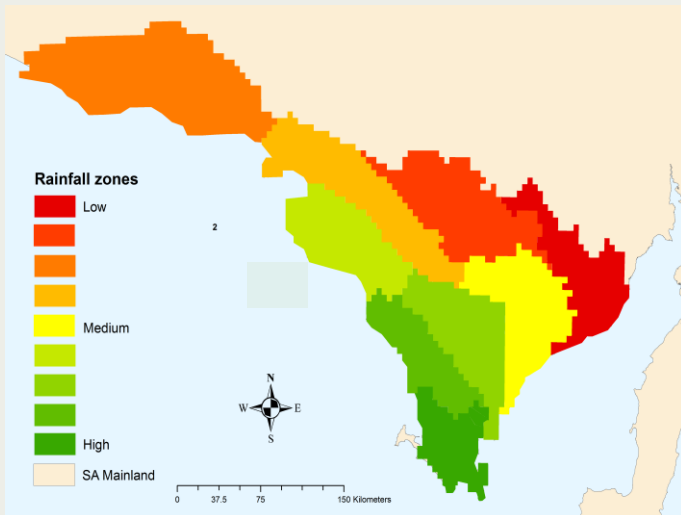 Rainfall zones
Low
2
Medium
High
SA Mainland
N
W E
S
0 37.5 75 150 Kilometers